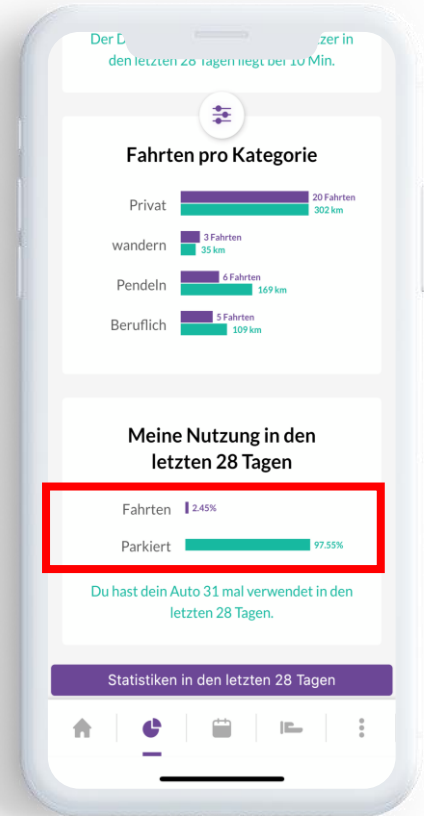 Der D zer in
den letzten 28 Tagen liegt bei 10 Min.
Fahrten pro Kategorie
Privat 20 Fahrten
302 km
wandern 3 Fahrten
35 km
Pendeln 6 Fahrten
169 km
Beruflich 5 Fahrten
109 km
Meine Nutzung in den
letzten 28 Tagen
Fahrten 2.45%
Parkiert 97.55%
Du hast dein Auto 31 mal verwendet in den
letzten 28 Tagen.
Statistiken in den letzten 28 Tagen